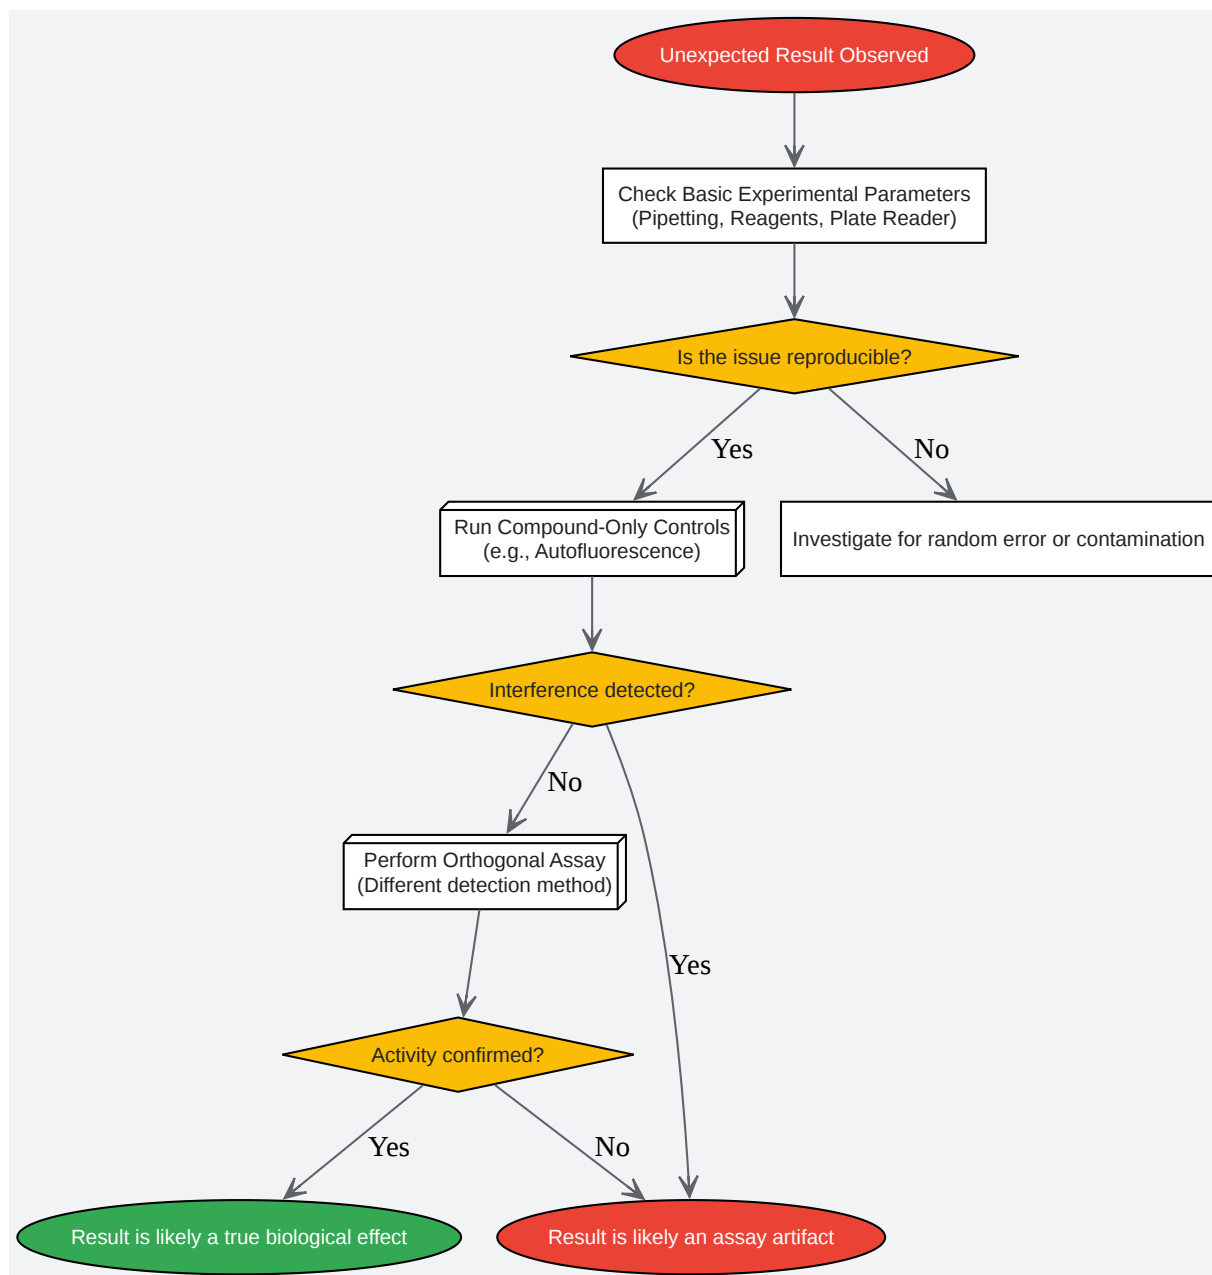 Unexpected Result Observed
Check Basic Experimental Parameters
(Pipetting, Reagents, Plate Reader)
Is the issue reproducible?
Yes
No
Run Compound-Only Controls
(e.g., Autofluorescence)
Investigate for random error or contamination
Interference detected?
No
Perform Orthogonal Assay
(Different detection method)
Yes
Activity confirmed?
Yes
No
Result is likely a true biological effect
Result is likely an assay artifact